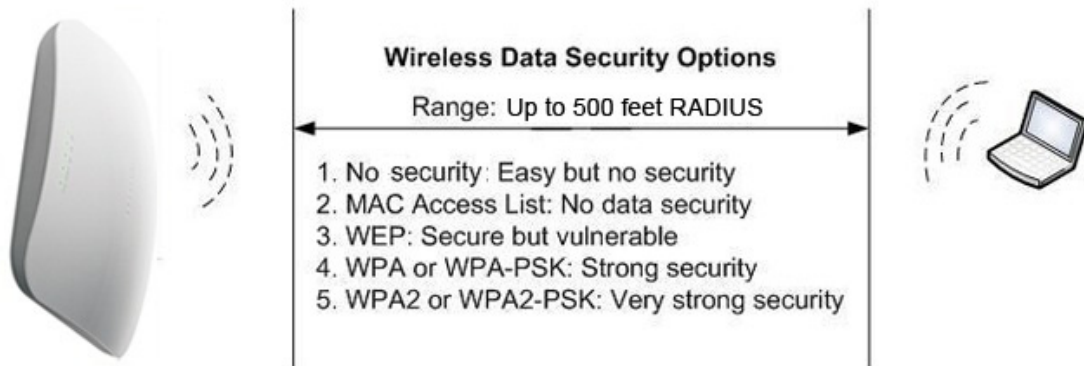 Wireless Data Security Options
Range: Up to 500 feet RADIUS
1. No security: Easy but no security
2. MAC Access List: No data security
3. WEP: Secure but vulnerable
4. WPA or WPA-PSK: Strong security
5. WPA2 or WPA2-PSK: Very strong security